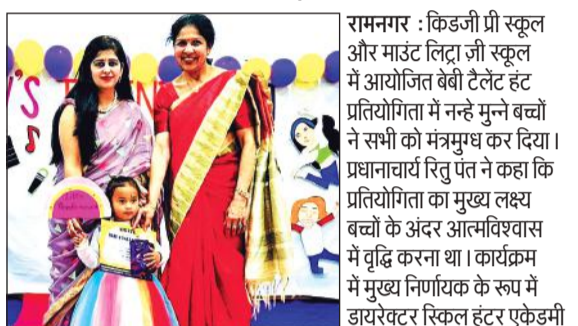 'S TALEN
रामनगर : किडजी प्री स्कूल
और माउंट लिट्रा ज़ी स्कूल
में आयोजित बेबी टैलेंट हंट
प्रतियोगिता में नन्हे मुन्ने बच्चों
ने सभी को मंत्रमुग्ध कर दिया।
प्रधानाचार्य रितु पंत ने कहा कि
प्रतियोगिता का मुख्य लक्ष्य
बच्चों के अंदर आत्मविश्वास
में वृद्धि करना था। कार्यक्रम
में मुख्य निर्णायक के रूप में
डायरेक्टर स्किल हंटर एकेडमी